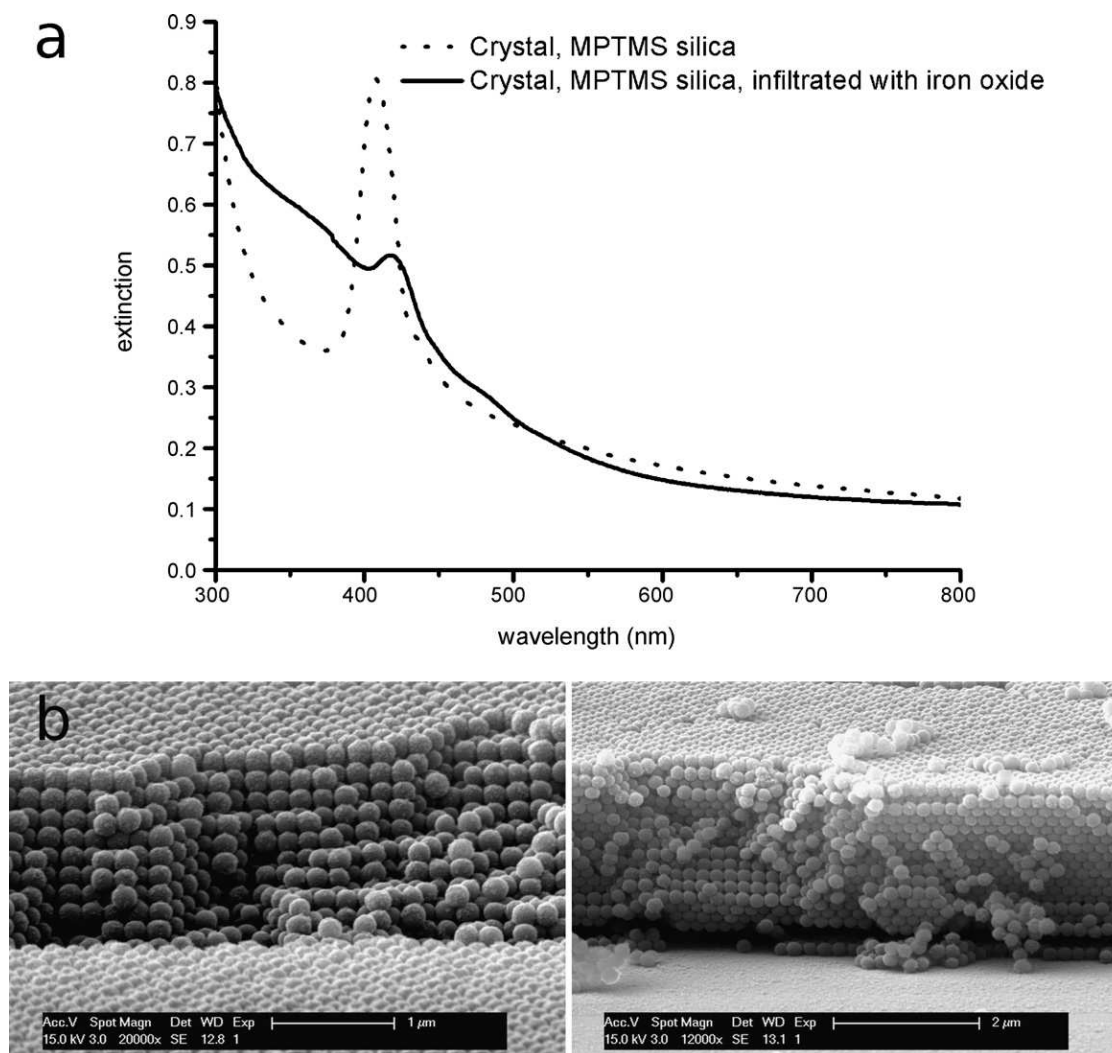 a
Crystal, MPTMS silica
Crystal, MPTMS silica, infiltrated with iron oxide
0.9
0.8
0.7
0.6
0.5
0.4
0.3
0.2
0.1
0.0
extinction
300 400 500 600 700 800
wavelength (nm)
b
Acc.V Spot Magn Det WD Exp
15.0 kV 3.0 20000x SE 12.8 1
1 µm
Acc.V Spot Magn Det WD Exp
15.0 kV 3.0 12000x SE 13.1 1
2 µm